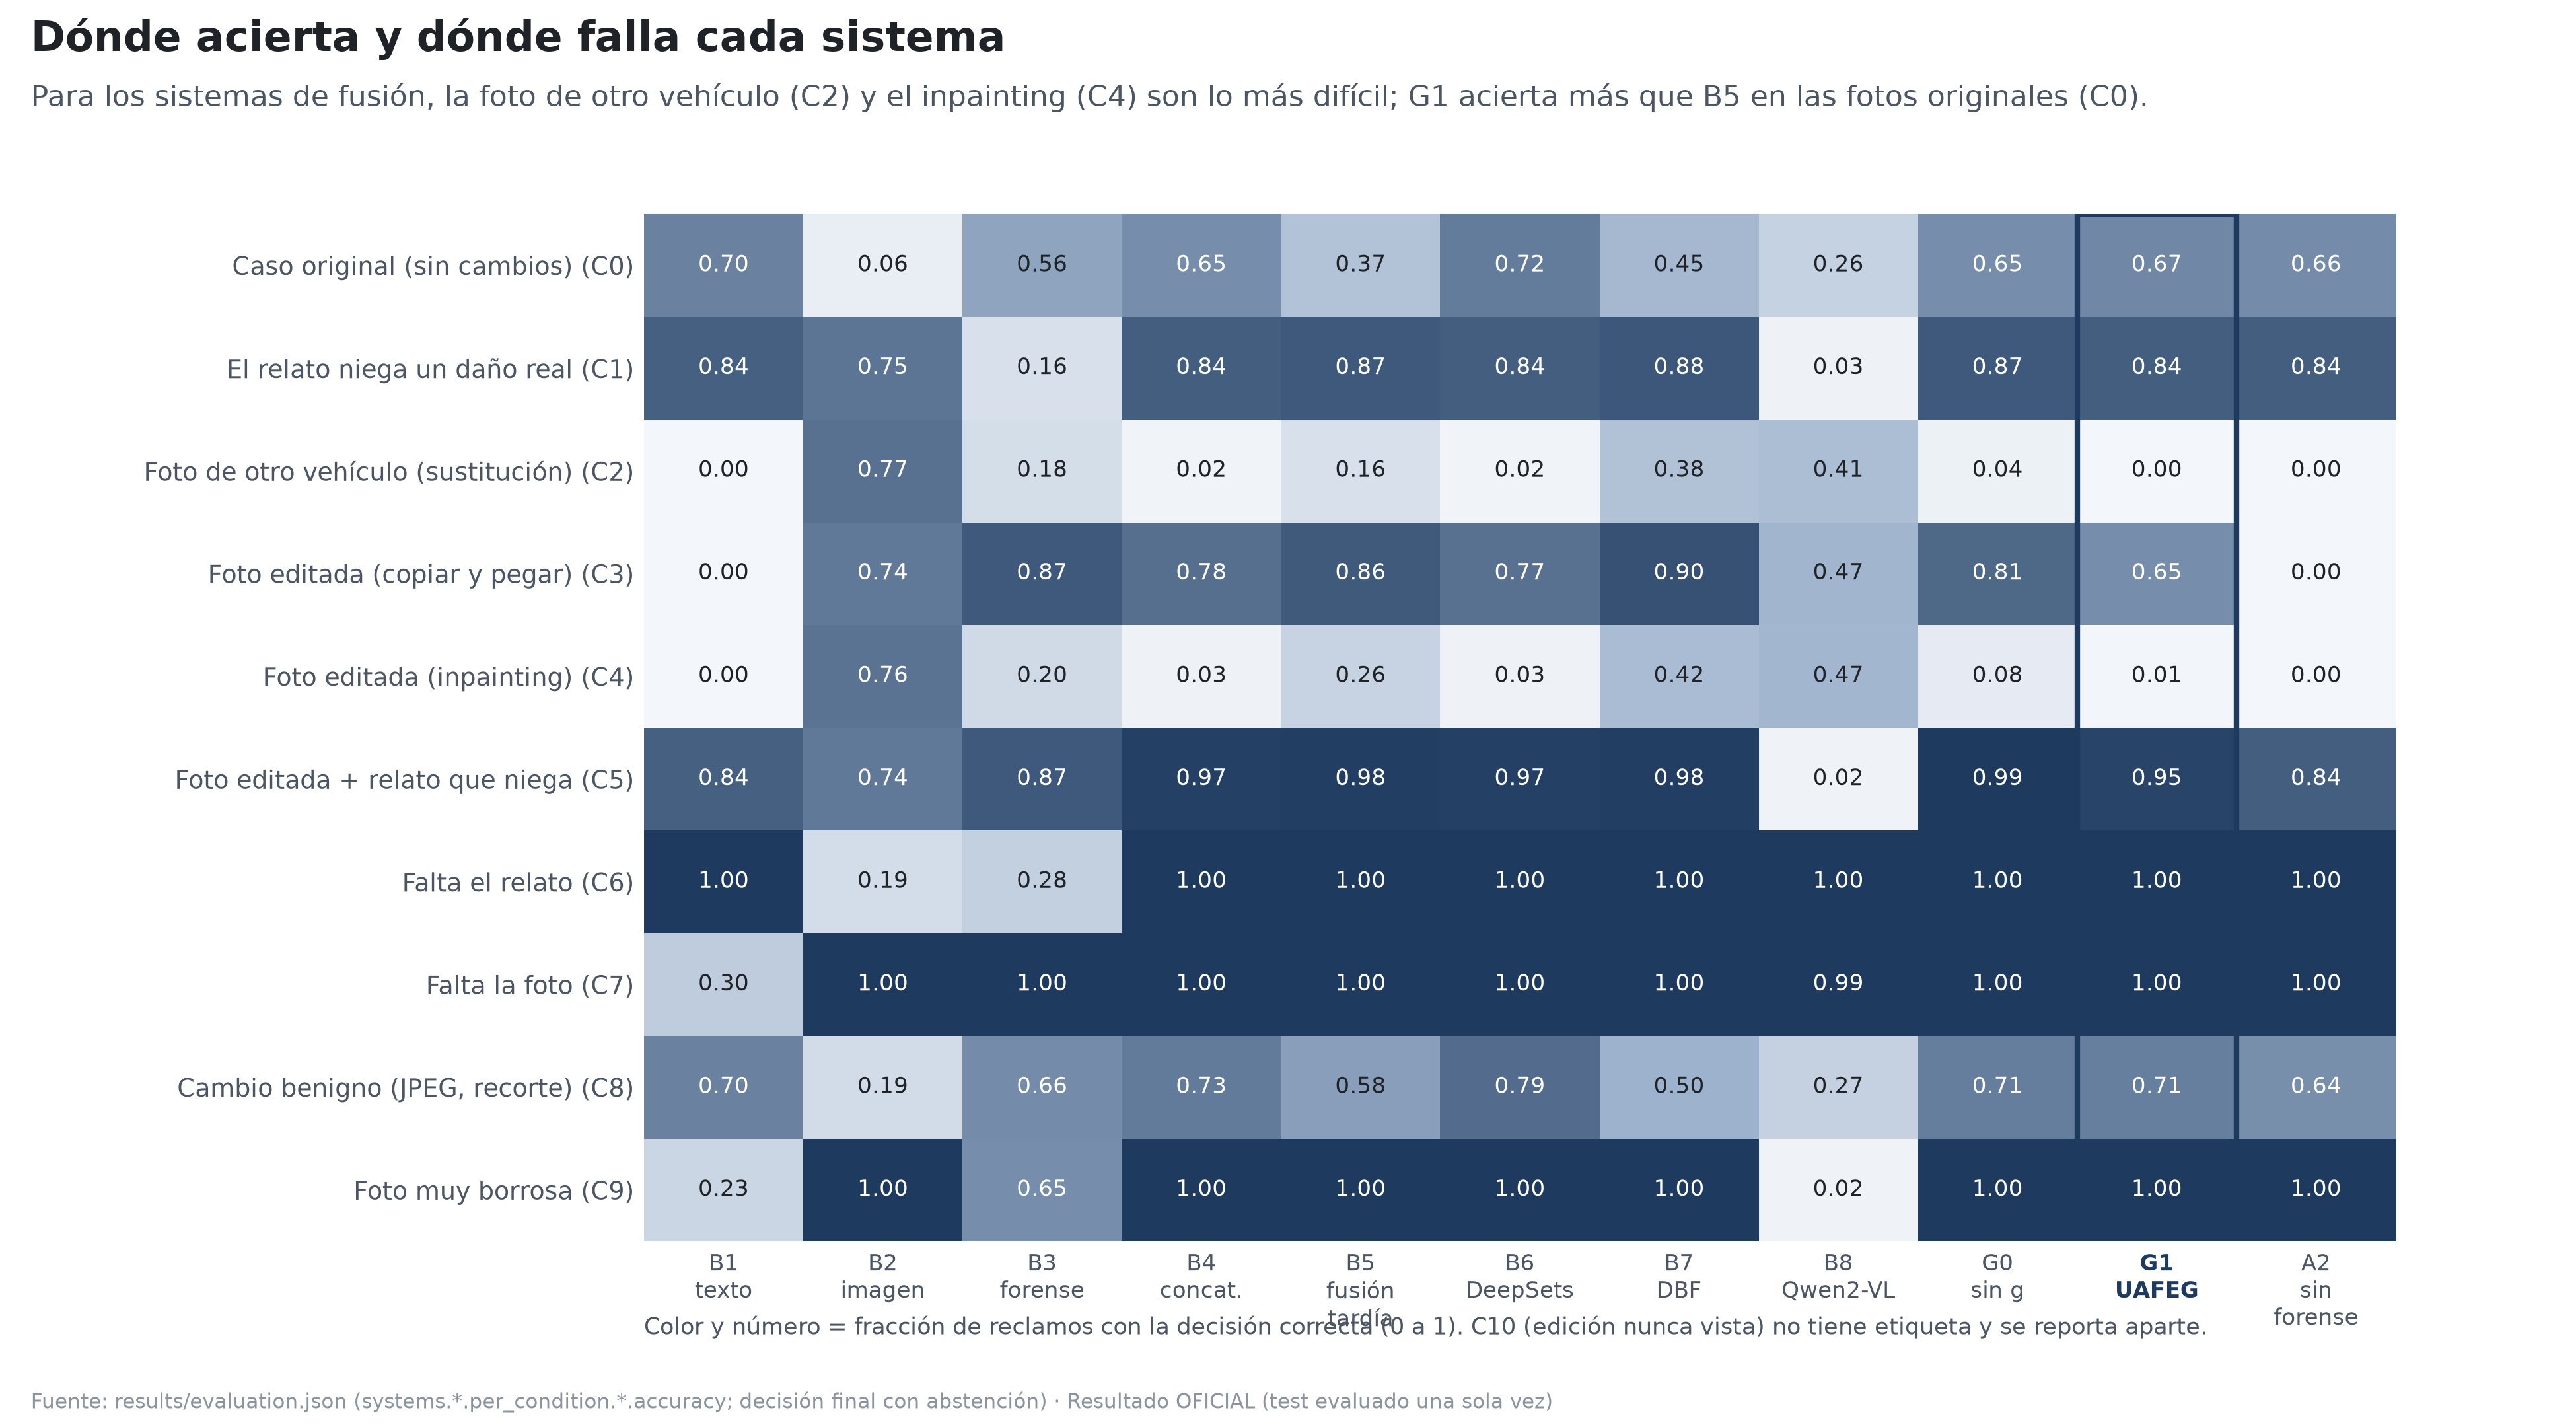 Dónde acierta y dónde falla cada sistema
Para los sistemas de fusión, la foto de otro vehículo (C2) y el inpainting (C4) son lo más difícil; G1 acierta más que B5 en las fotos originales (C0).
Caso original (sin cambios) (C0) 0.70 0.06 0.56 0.65 0.37 0.72 0.45 0.26 0.65 0.67 0.66
El relato niega un daño real (C1) 0.84 0.75 0.16 0.84 0.87 0.84 0.88 0.03 0.87 0.84 0.84
Foto de otro vehículo (sustitución) (C2) 0.00 0.77 0.18 0.02 0.16 0.02 0.38 0.41 0.04 0.00 0.00
Foto editada (copiar y pegar) (C3) 0.00 0.74 0.87 0.78 0.86 0.77 0.90 0.47 0.81 0.65 0.00
Foto editada (inpainting) (C4) 0.00 0.76 0.20 0.03 0.26 0.03 0.42 0.47 0.08 0.01 0.00
Foto editada + relato que niega (C5) 0.84 0.74 0.87 0.97 0.98 0.97 0.98 0.02 0.99 0.95 0.84
Falta el relato (C6) 1.00 0.19 0.28 1.00 1.00 1.00 1.00 1.00 1.00 1.00 1.00
Falta la foto (C7) 0.30 1.00 1.00 1.00 1.00 1.00 1.00 0.99 1.00 1.00 1.00
Cambio benigno (JPEG, recorte) (C8) 0.70 0.19 0.66 0.73 0.58 0.79 0.50 0.27 0.71 0.71 0.64
Foto muy borrosa (C9) 0.23 1.00 0.65 1.00 1.00 1.00 1.00 0.02 1.00 1.00 1.00
B1 B2 B3 B4 B5 B6 B7 B8 G0 G1 A2
texto imagen forense concat. fusión DeepSets DBF Qwen2-VL sin g UAFEG sin
tardía forense
Color y número = fracción de reclamos con la decisión correcta (0 a 1). C10 (edición nunca vista) no tiene etiqueta y se reporta aparte.
Fuente: results/evaluation.json (systems.*.per_condition.*.accuracy; decisión final con abstención) · Resultado OFICIAL (test evaluado una sola vez)